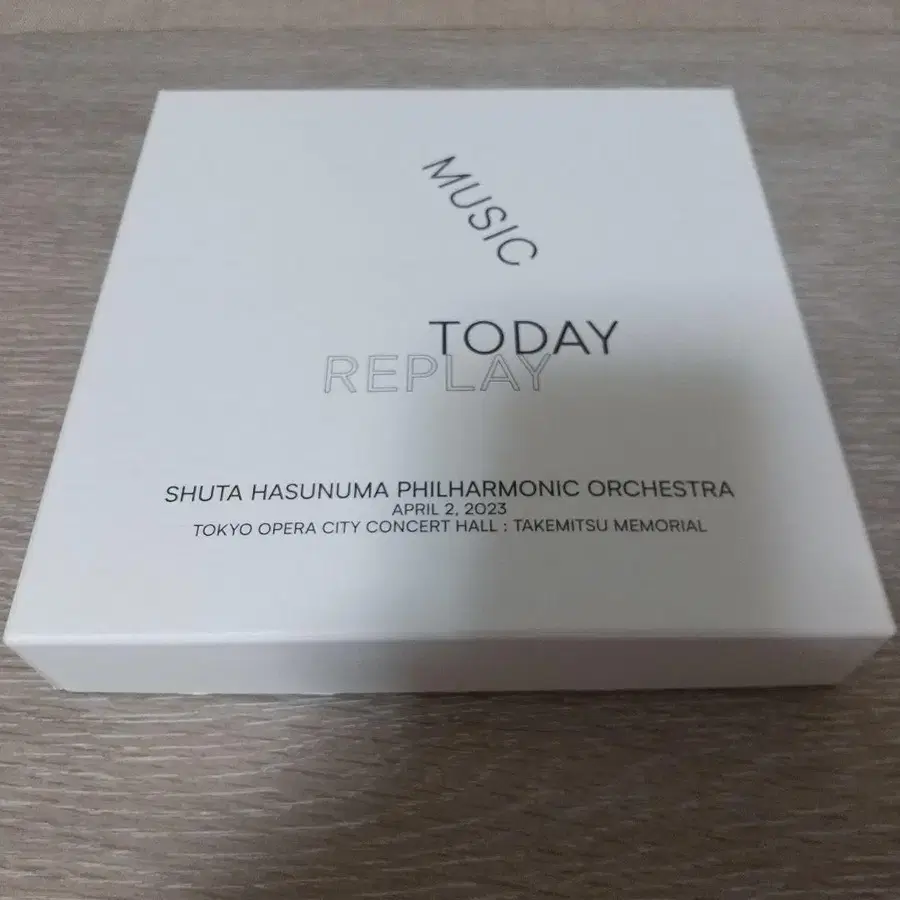 MUSIC
TODAY
REPLAY
SHUTA HASUNUMA PHILHARMONIC ORCHESTRA
APRIL 2, 2023
TOKYO OPERA CITY CONCERT HALL : TAKEMITSU MEMORIAL